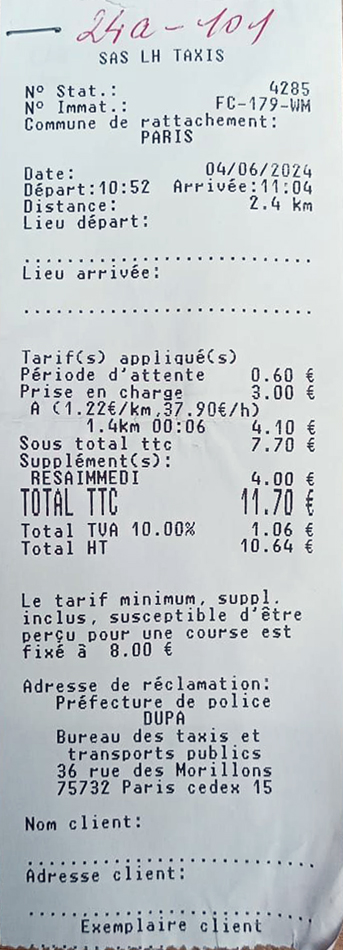 24a-101
SAS LH TAXIS
N° Stat.: 4285
N° Immat.: FC-179-WM
Commune de rattachement:
PARIS
Date: 04/06/2024
Départ:10:52 Arrivée:11:04
Distance: 2.4 km
Lieu départ:
..............................
Lieu arrivée:
..............................
Tarif(s) appliqué(s)
Période d'attente 0.60 €
Prise en charge 3.00 €
A (1.22€/km,37.90€/h)
1.4km 00:06 4.10 €
Sous total ttc 7.70 €
Supplément(s):
RESAIMMEDI 4.00 €
TOTAL TTC 11.70 €
Total TVA 10.00% 1.06 €
Total HT 10.64 €
Le tarif minimum, suppl.
inclus, susceptible d'être
perçu pour une course est
fixé à 8.00 €
Adresse de réclamation:
Préfecture de police
DUPA
Bureau des taxis et
transports publics
36 rue des Morillons
75732 Paris cedex 15
Nom client:
..............................
Adresse client:
..............................
Exemplaire client